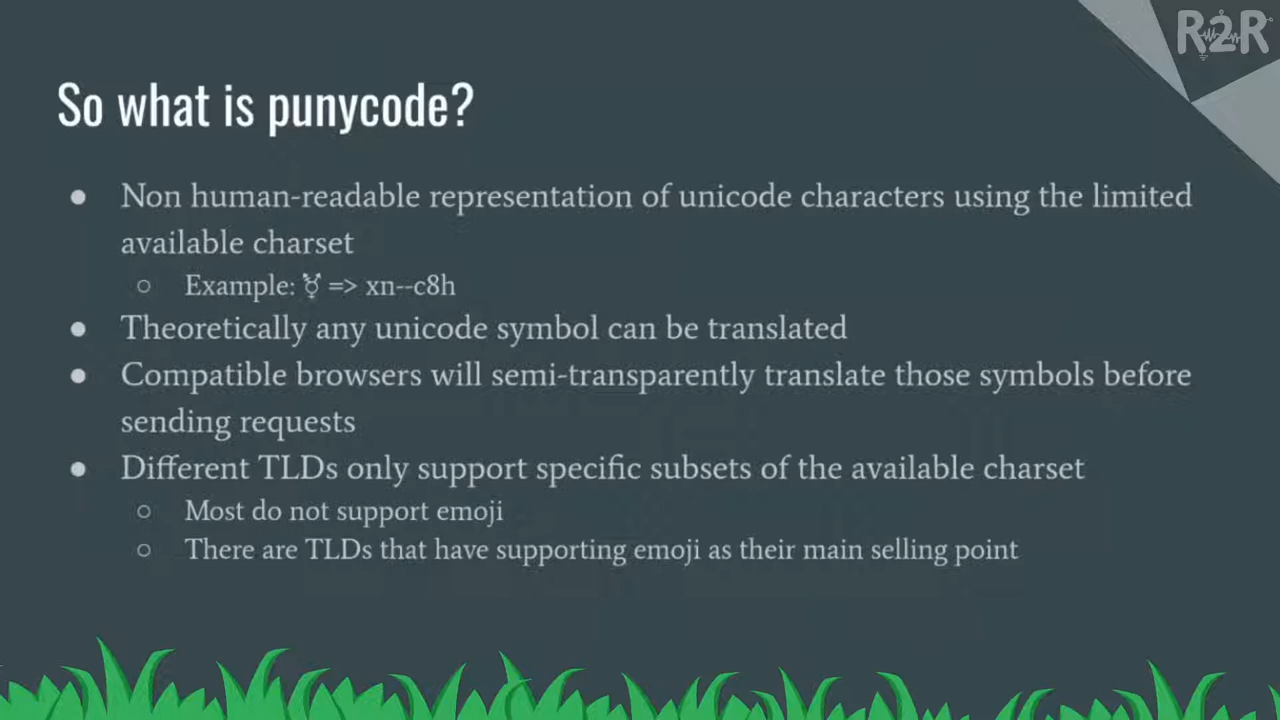 R2R
So what is punycode?
● Non human-readable representation of unicode characters using the limited
available charset
○ Example: ⚧ => xn--c8h
● Theoretically any unicode symbol can be translated
● Compatible browsers will semi-transparently translate those symbols before
sending requests
● Different TLDs only support specific subsets of the available charset
○ Most do not support emoji
○ There are TLDs that have supporting emoji as their main selling point